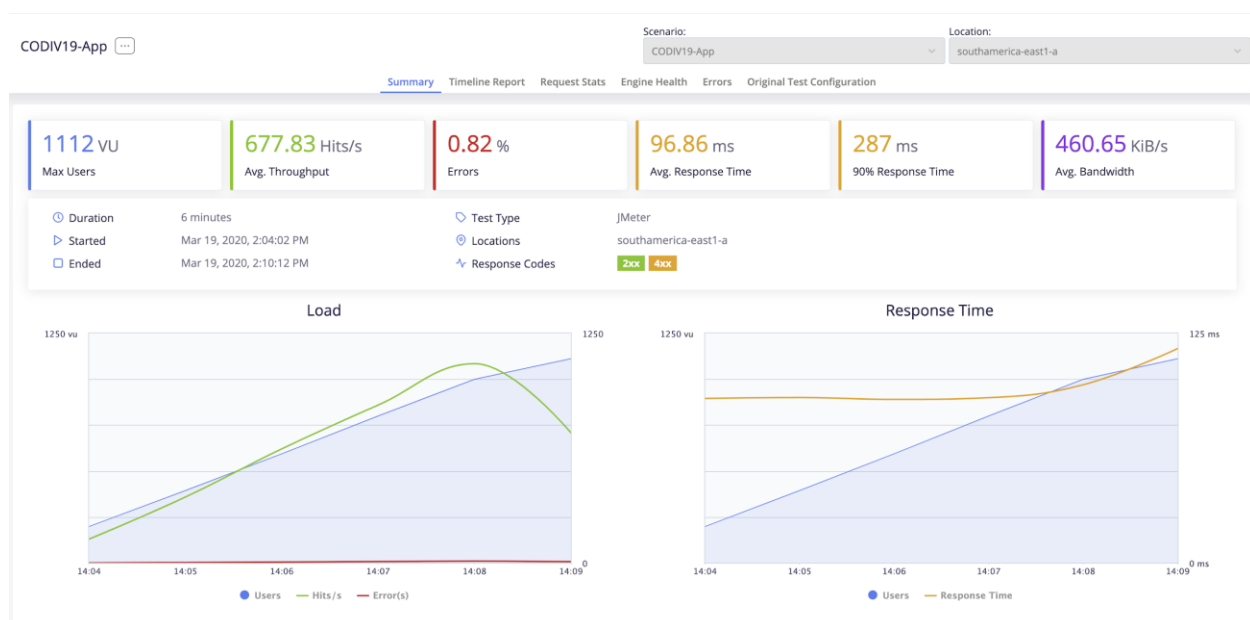 Scenario:
Location:
CODIV19-App ...
CODIV19-App
southamerica-east1-a
Summary Timeline Report Request Stats Engine Health Errors Original Test Configuration
1112 VU
Max Users
677.83 Hits/s
Avg. Throughput
0.82 %
Errors
96.86 ms
Avg. Response Time
287 ms
90% Response Time
460.65 KiB/s
Avg. Bandwidth
Duration 6 minutes
Started Mar 19, 2020, 2:04:02 PM
Ended Mar 19, 2020, 2:10:12 PM
Test Type JMeter
Locations southamerica-east1-a
Response Codes 2xx 4xx
Load
1250 vu
1250
0
14:04 14:05 14:06 14:07 14:08 14:09
Users Hits/s Error(s)
Response Time
1250 vu
125 ms
0 ms
14:04 14:05 14:06 14:07 14:08 14:09
Users Response Time